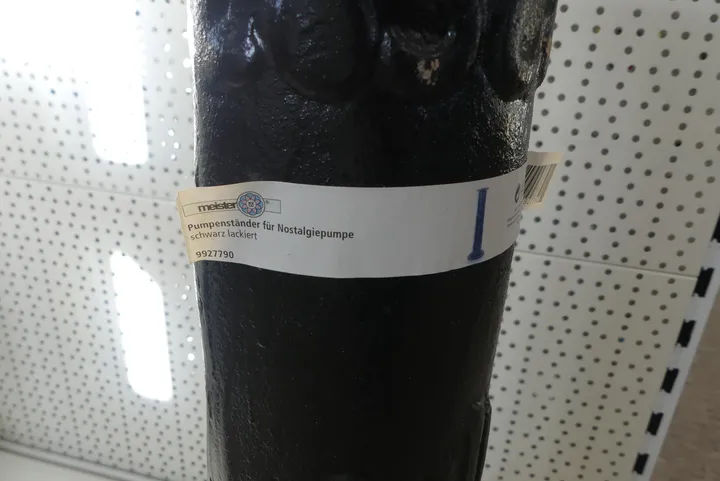 meister®
Pumpenständer für Nostalgiepumpe
schwarz lackiert
9927790